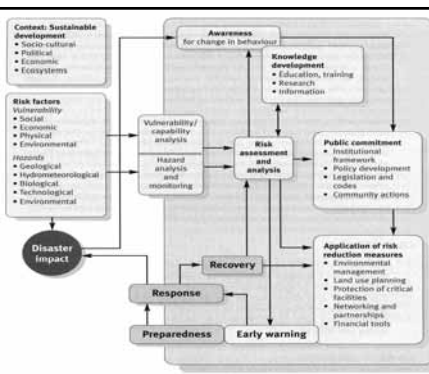 Context: Sustainable
development
• Socio-cultural
• Political
• Economic
• Ecosystems
Awareness
for change in behaviour
Knowledge
development
• Education, training
• Research
• Information
Risk factors
Vulnerability
• Social
• Economic
• Physical
• Environmental
Hazards
• Geological
• Hydrometeorological
• Biological
• Technological
• Environmental
Vulnerability/
capability
analysis
Hazard analysis
and
monitoring
Risk
assessment
and
analysis
Public commitment
• Institutional
framework
• Policy development
• Legislation and
codes
• Community actions
Disaster
impact
Application of risk
reduction measures
• Environmental
management
• Land use planning
• Protection of critical
facilities
• Networking and
partnerships
• Financial tools
Recovery
Response
Preparedness
Early warning